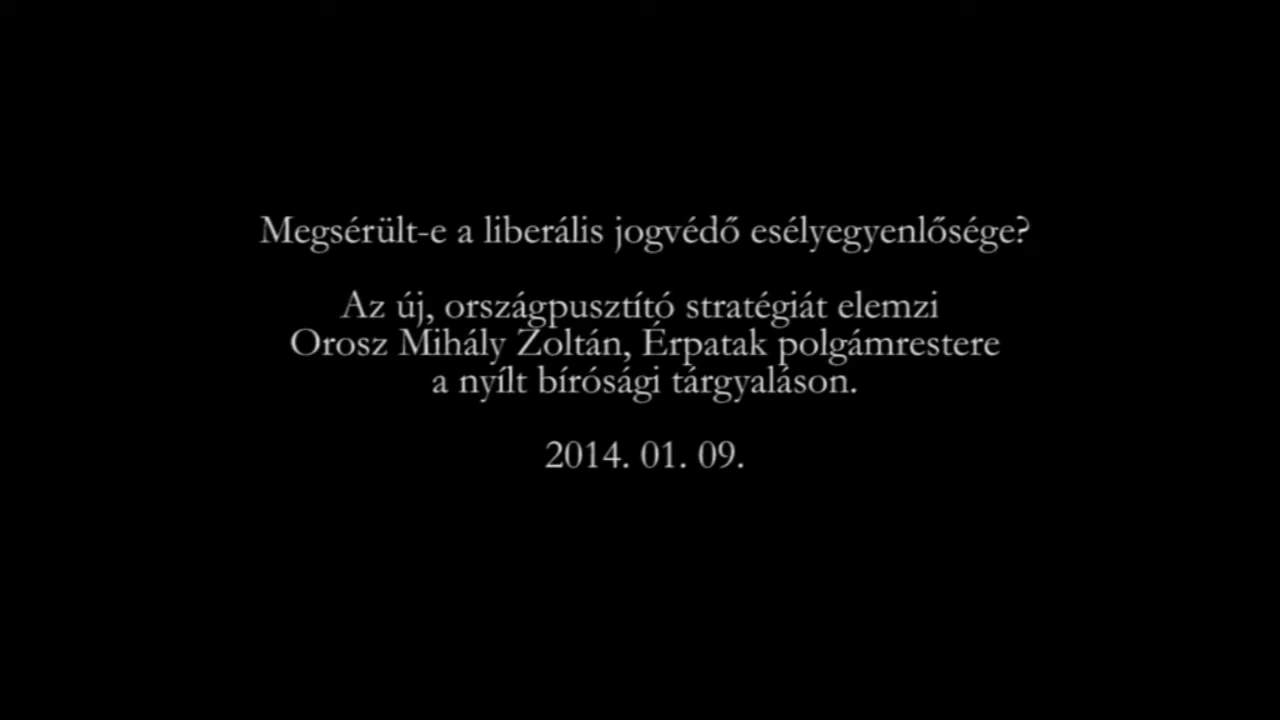 Megsérült-e a liberális jogvédő esélyegyenlősége?
Az új, országpusztító stratégiát elemzi
Orosz Mihály Zoltán, Érpatak polgámrestere
a nyílt bírósági tárgyaláson.
2014. 01. 09.